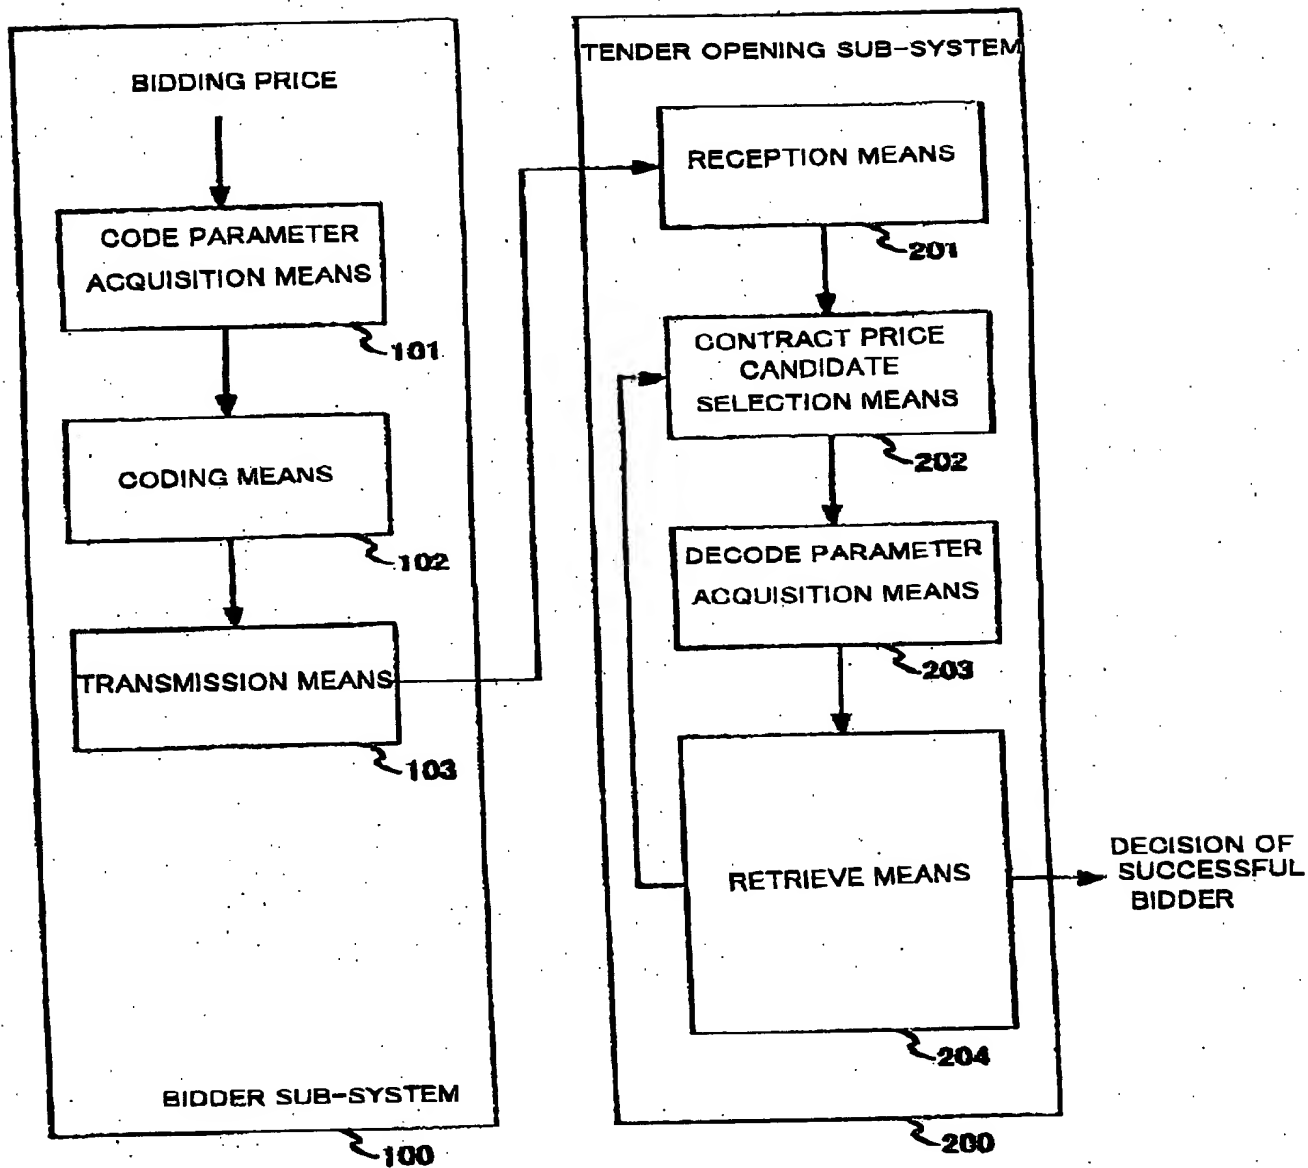 BIDDING PRICE
CODE PARAMETER
ACQUISITION MEANS
101
CODING MEANS
102
TRANSMISSION MEANS
103
BIDDER SUB-SYSTEM
100
TENDER OPENING SUB-SYSTEM
RECEPTION MEANS
201
CONTRACT PRICE
CANDIDATE
SELECTION MEANS
202
DECODE PARAMETER
ACQUISITION MEANS
203
RETRIEVE MEANS
204
200
DECISION OF
SUCCESSFUL
BIDDER